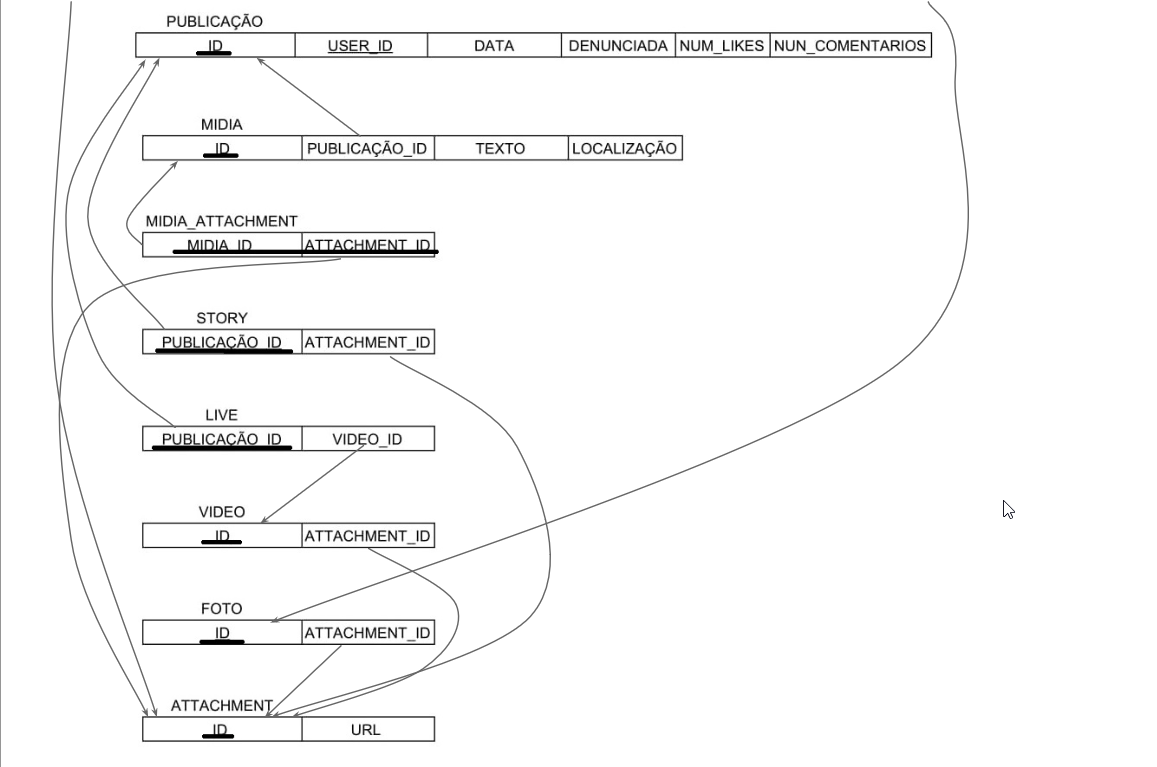 PUBLICAÇÃO
ID USER_ID DATA DENUNCIADA NUM_LIKES NUN_COMENTARIOS
MIDIA
ID PUBLICAÇÃO_ID TEXTO LOCALIZAÇÃO
MIDIA_ATTACHMENT
MIDIA_ID ATTACHMENT_ID
STORY
PUBLICAÇÃO_ID ATTACHMENT_ID
LIVE
PUBLICAÇÃO_ID VIDEO_ID
VIDEO
ID ATTACHMENT_ID
FOTO
ID ATTACHMENT_ID
ATTACHMENT
ID URL